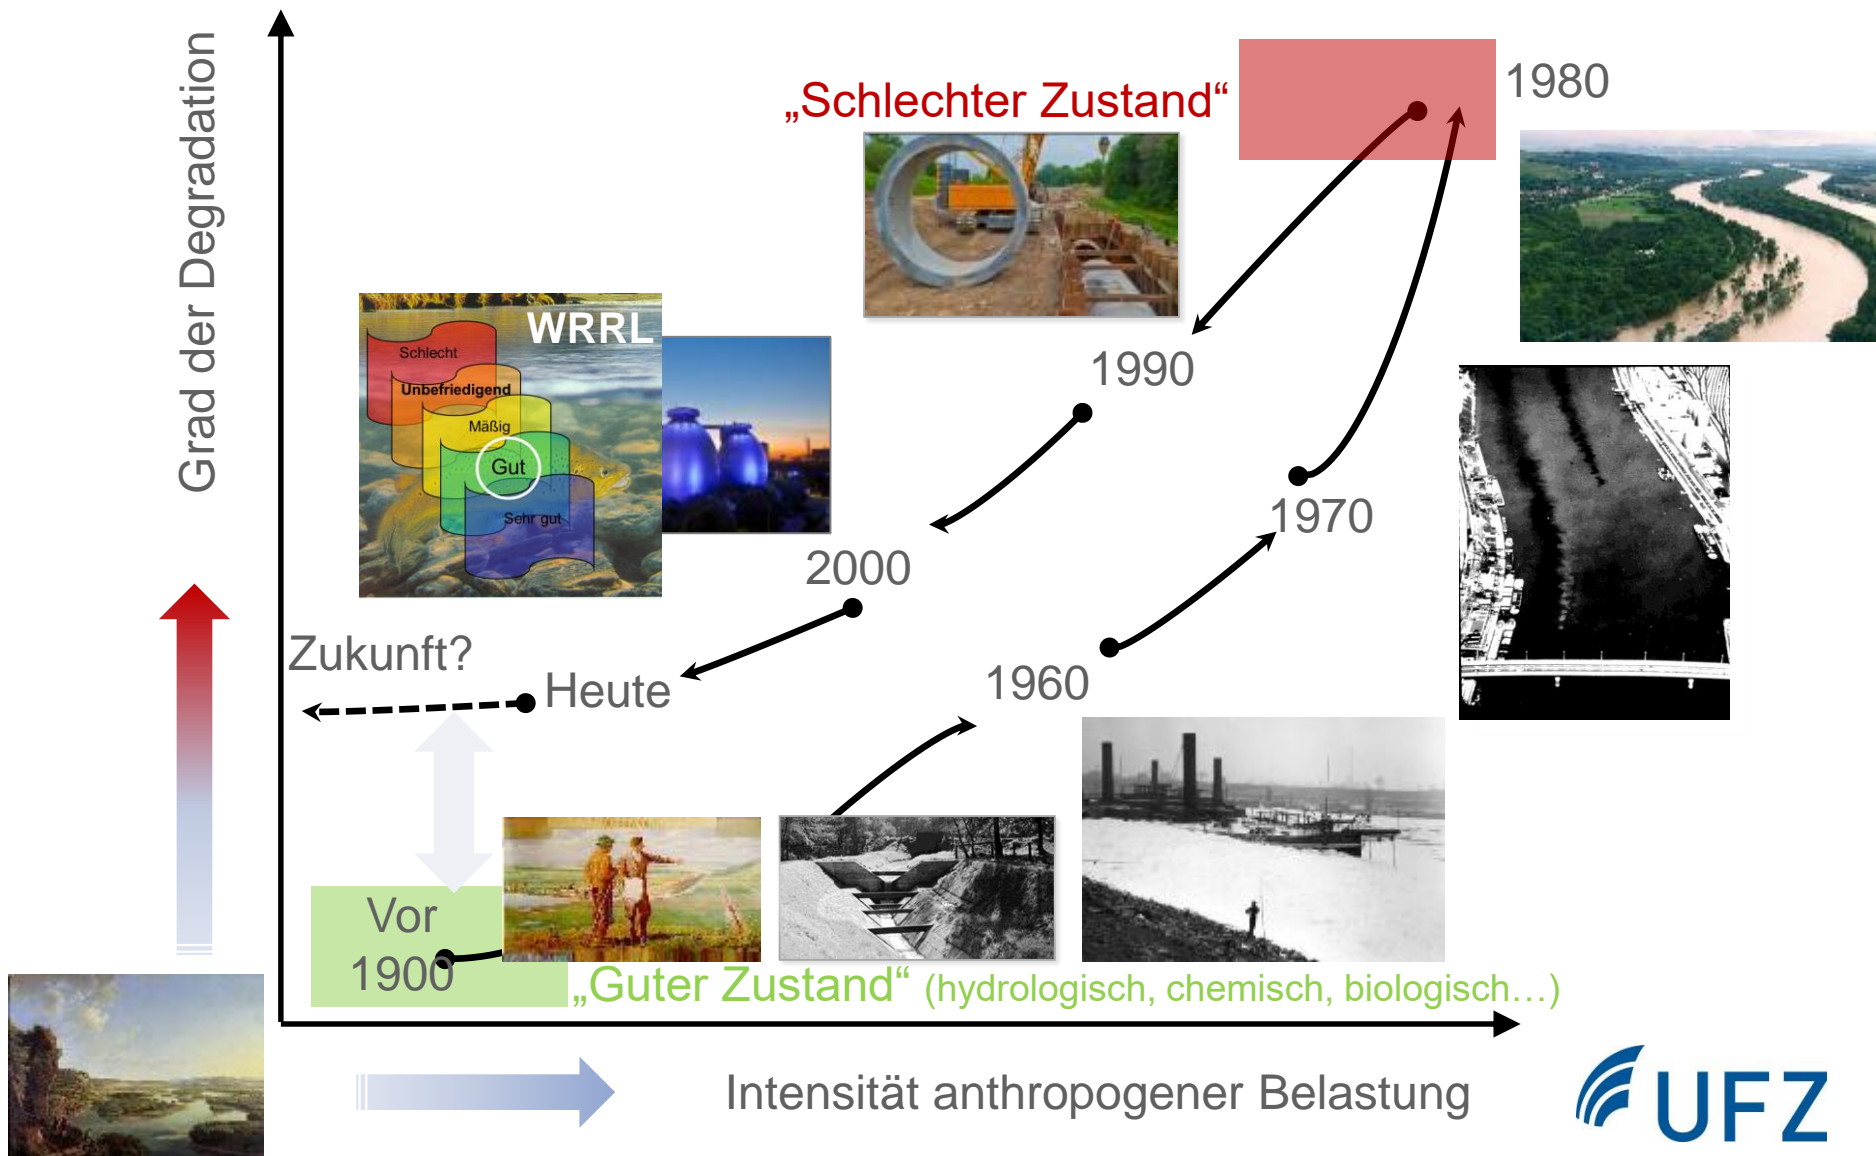 Grad der Degradation
„Schlechter Zustand“
1980
WRRL
Schlecht
Unbefriedigend
Mäßig
Gut
Sehr gut
1990
1970
2000
Zukunft?
Heute
1960
Vor
1900
„Guter Zustand“ (hydrologisch, chemisch, biologisch…)
Intensität anthropogener Belastung
UFZ